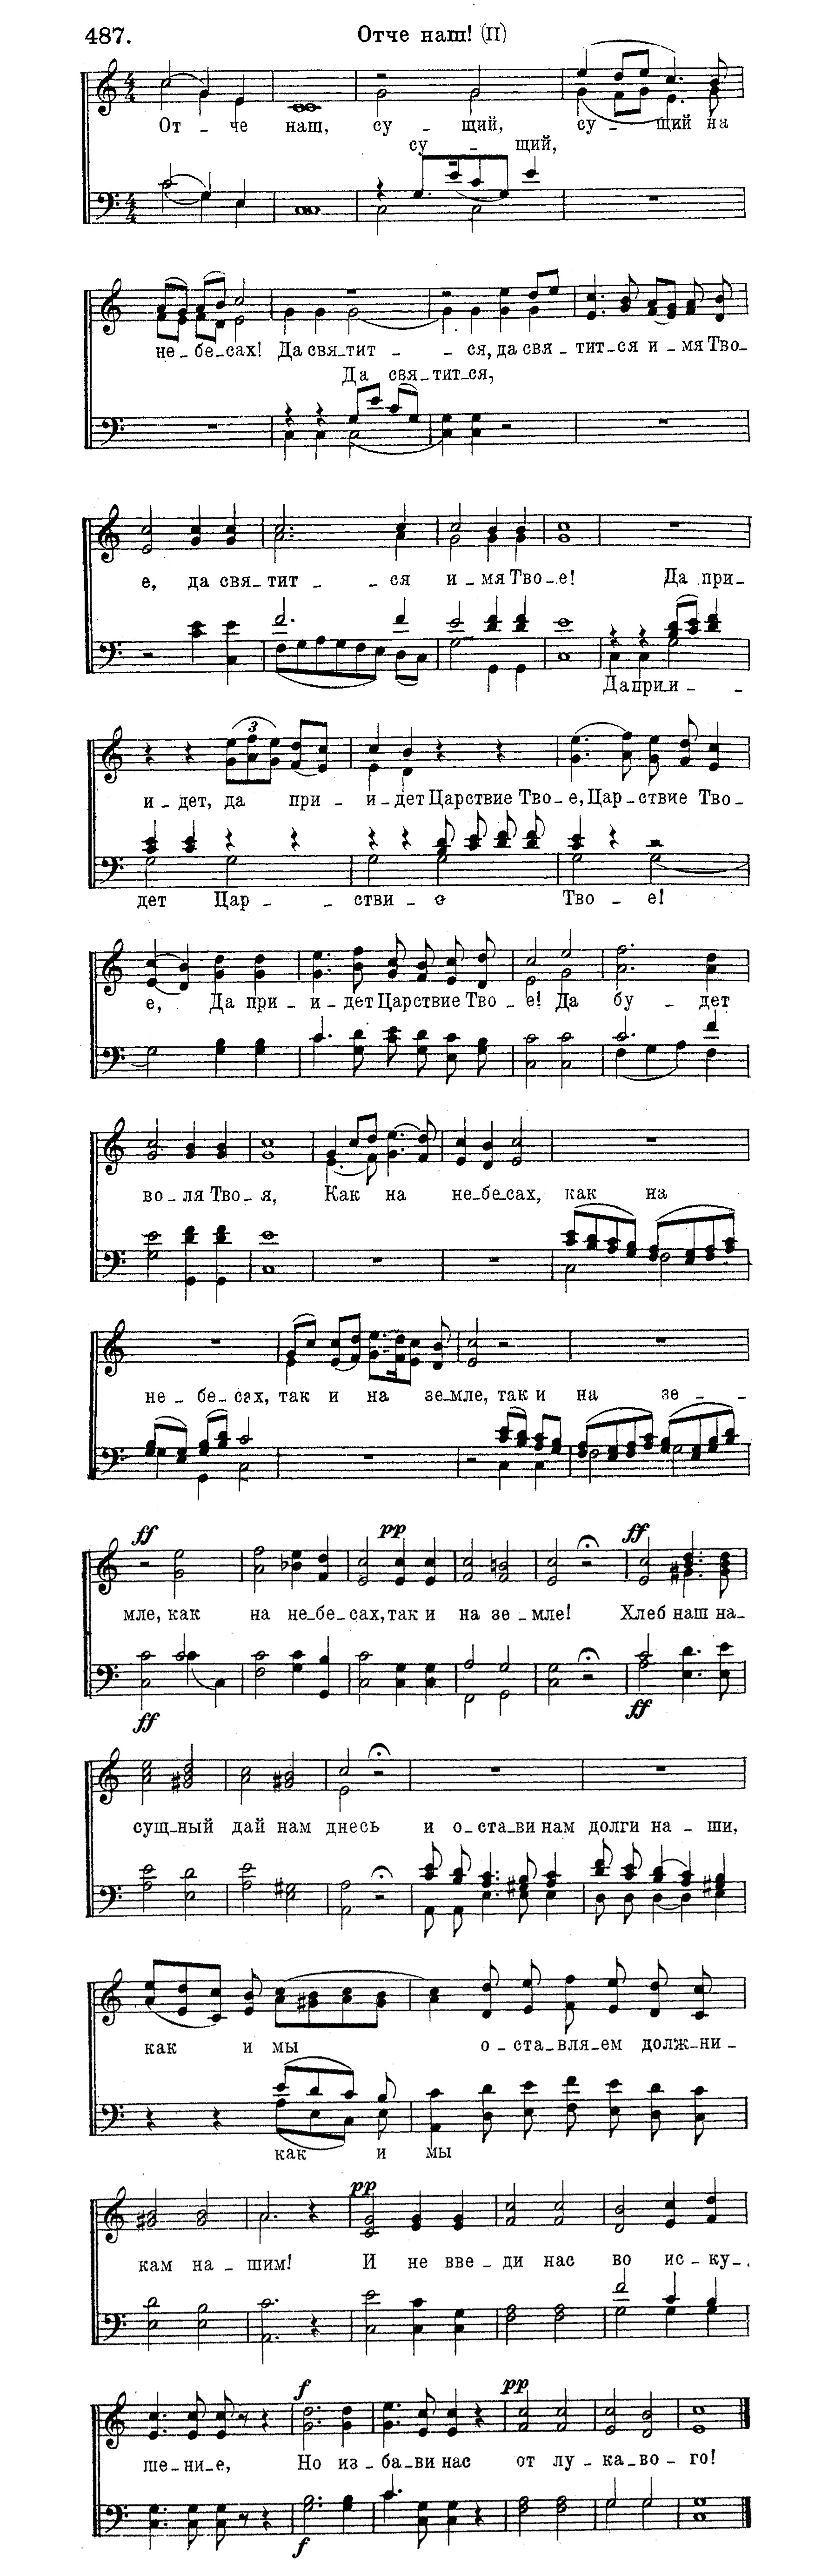 487. Отче наш! (II)
От - че наш, су - щий, су - щий на
су - щий,
не - бе - сах! Да свя - тит - - ся, да свя - тит - ся и - мя Тво -
Да свя - тит - ся,
е, да свя - тит - - ся и - мя Тво - е! Да при -
Да при и - -
и - дет, да при - и - дет Царствие Тво - е, Цар - ствие Тво -
дет Цар - - стви - е Тво - е!
е, Да при - и - дет Царствие Тво - е! Да бу - дет
во - ля Тво - я, Как на не - бе - сах, как на
не - бе - сах, так и на зе - мле, так и на зе - -
ff pp ff
мле, как на не - бе - сах, так и на зе - мле! Хлеб наш на -
ff ff
сущ - ный дай нам днесь и о - ста - ви нам долги на - ши,
как и мы о - ста - вля - ем долж - ни -
как и мы
pp
кам на - шим! И не вве - ди нас во ис - ку -
f pp
ше - ни - е, Но из - ба - ви нас от лу - ка - во - го!
f